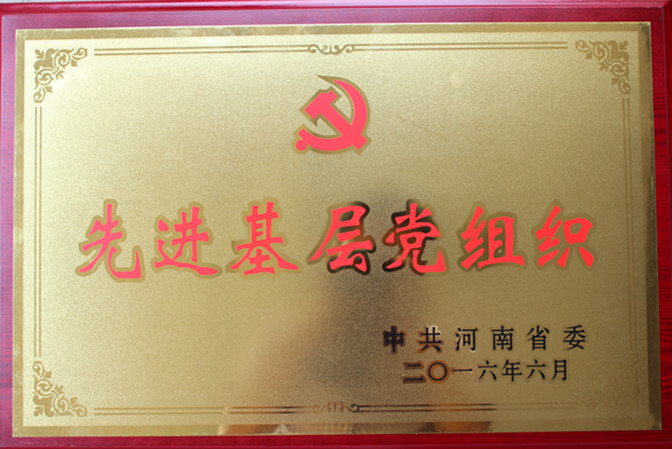 先进基层党组织
中共河南省委
二〇一六年六月